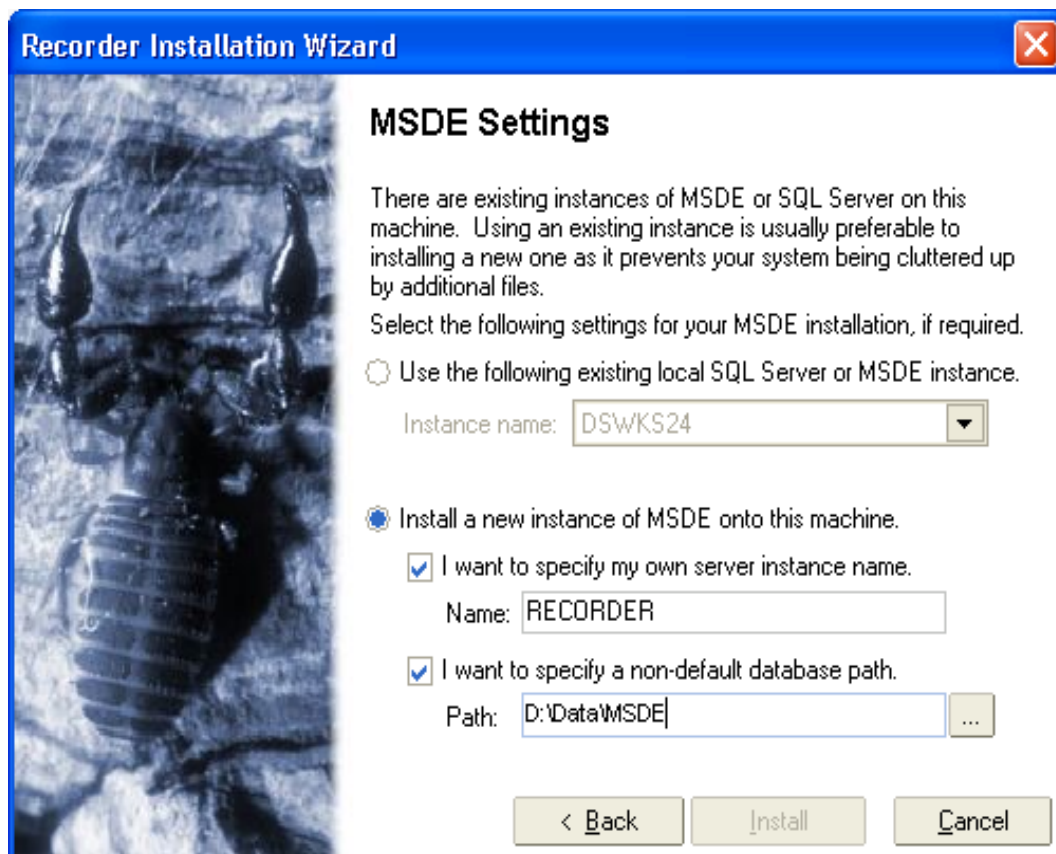 Recorder Installation Wizard
MSDE Settings
There are existing instances of MSDE or SQL Server on this
machine.  Using an existing instance is usually preferable to
installing a new one as it prevents your system being cluttered up
by additional files.
Select the following settings for your MSDE installation, if required.
Use the following existing local SQL Server or MSDE instance.
Instance name: DSWKS24
Install a new instance of MSDE onto this machine.
I want to specify my own server instance name.
Name: RECORDER
I want to specify a non-default database path.
Path: D:\Data\MSDE ...
< Back Install Cancel